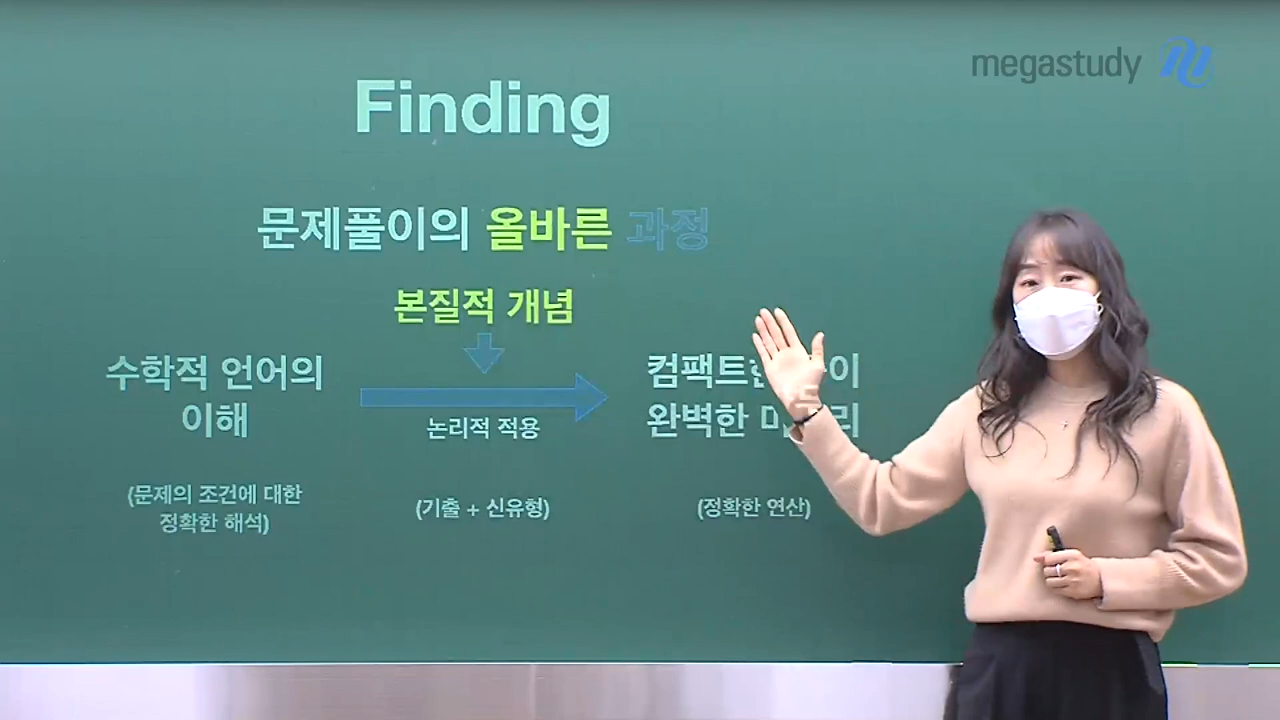 megastudy
Finding
문제풀이의 올바른 과정
본질적 개념
수학적 언어의
이해
논리적 적용
컴팩트한 이
완벽한 리
(문제의 조건에 대한
정확한 해석)
(기출 + 신유형)
(정확한 연산)